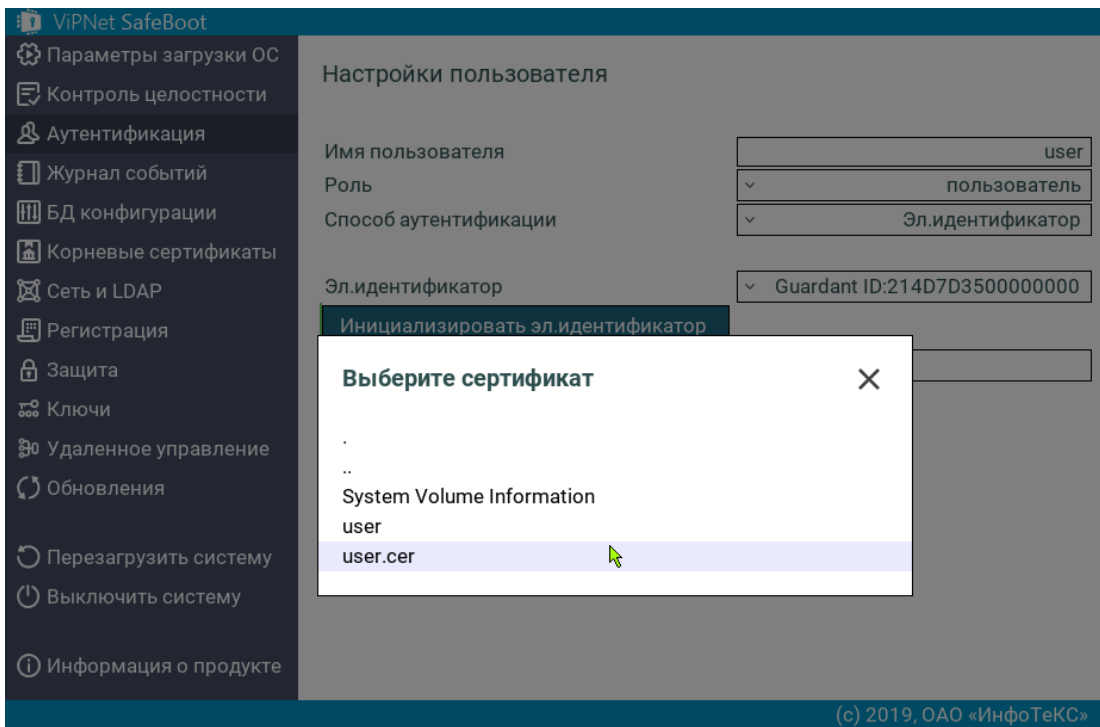 ViPNet SafeBoot
Параметры загрузки ОС
Контроль целостности
Аутентификация
Журнал событий
БД конфигурации
Корневые сертификаты
Сеть и LDAP
Регистрация
Защита
Ключи
Удаленное управление
Обновления
Перезагрузить систему
Выключить систему
Информация о продукте
Настройки пользователя
Имя пользователя user
Роль пользователь
Способ аутентификации Эл.идентификатор
Эл.идентификатор Guardant ID:214D7D3500000000
Инициализировать эл.идентификатор
Выберите сертификат
.
..
System Volume Information
user
user.cer
(c) 2019, ОАО «ИнфоТеКС»